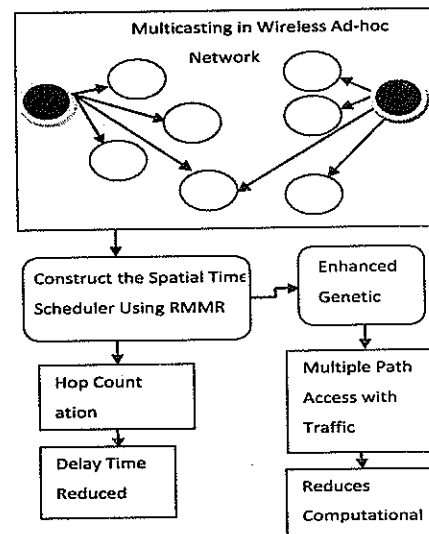 Multicasting in Wireless Ad-hoc
Network
Construct the Spatial Time
Scheduler Using RMMR
Enhanced
Genetic
Hop Count
ation
Multiple Path
Access with
Traffic
Delay Time
Reduced
Reduces
Computational